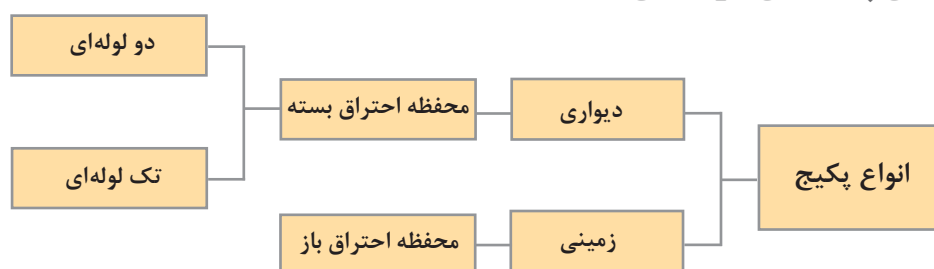 انواع پکیج
دیواری
محفظه احتراق بسته
دو لوله‌ای
تک لوله‌ای
زمینی
محفظه احتراق باز